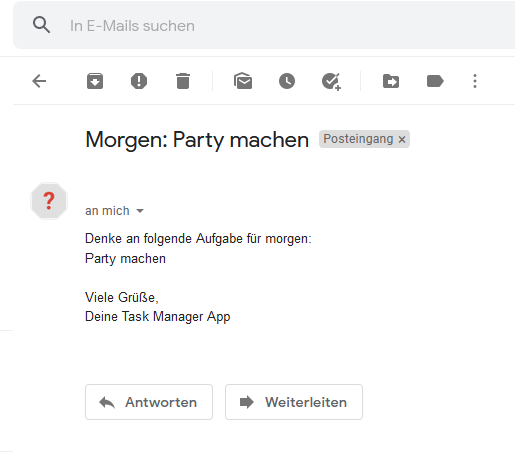 In E-Mails suchen
Morgen: Party machen Posteingang ×
?
an mich
Denke an folgende Aufgabe für morgen:
Party machen
Viele Grüße,
Deine Task Manager App
Antworten Weiterleiten